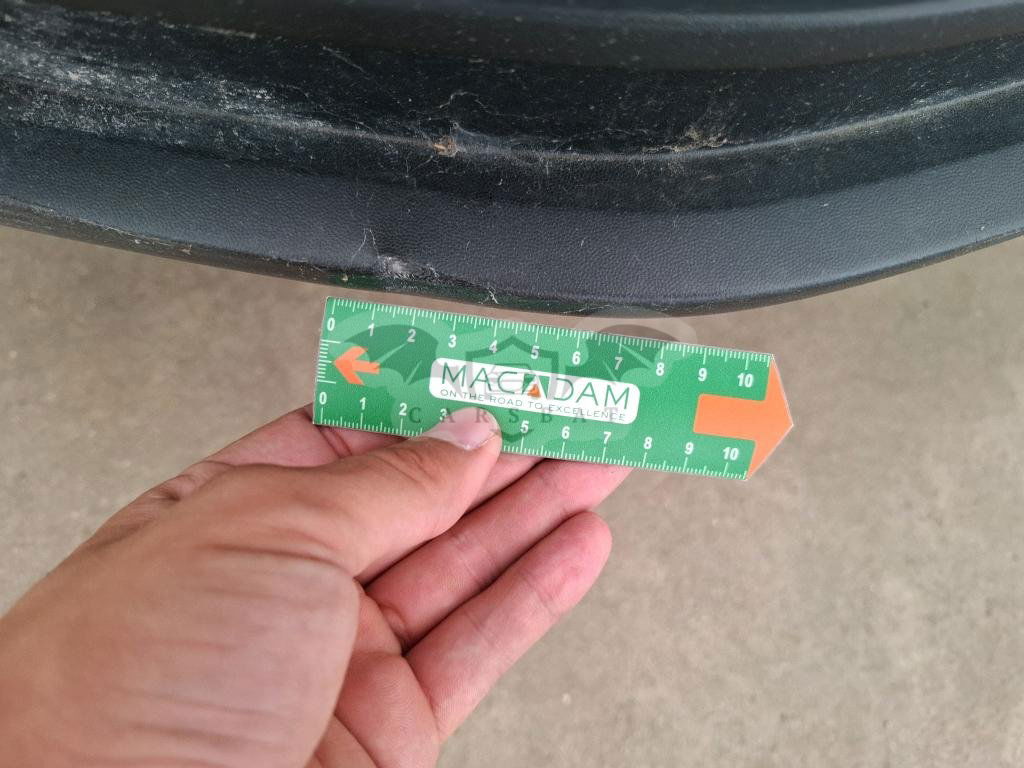 0 1 2 3 4 5 6 7 8 9 10
MACADAM
ON THE ROAD TO EXCELLENCE
CARSBAT
0 1 2 3 5 6 7 8 9 10